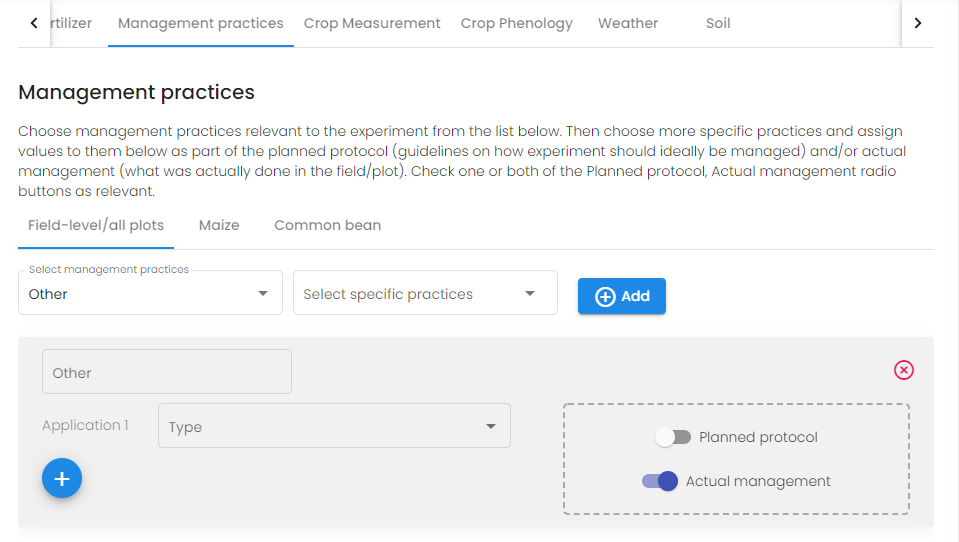 rtilizer Management practices Crop Measurement Crop Phenology Weather Soil
Management practices
Choose management practices relevant to the experiment from the list below. Then choose more specific practices and assign
values to them below as part of the planned protocol (guidelines on how experiment should ideally be managed) and/or actual
management (what was actually done in the field/plot). Check one or both of the Planned protocol, Actual management radio
buttons as relevant.
Field-level/all plots Maize Common bean
Select management practices
Other Select specific practices Add
Other
Application 1 Type
Planned protocol
Actual management